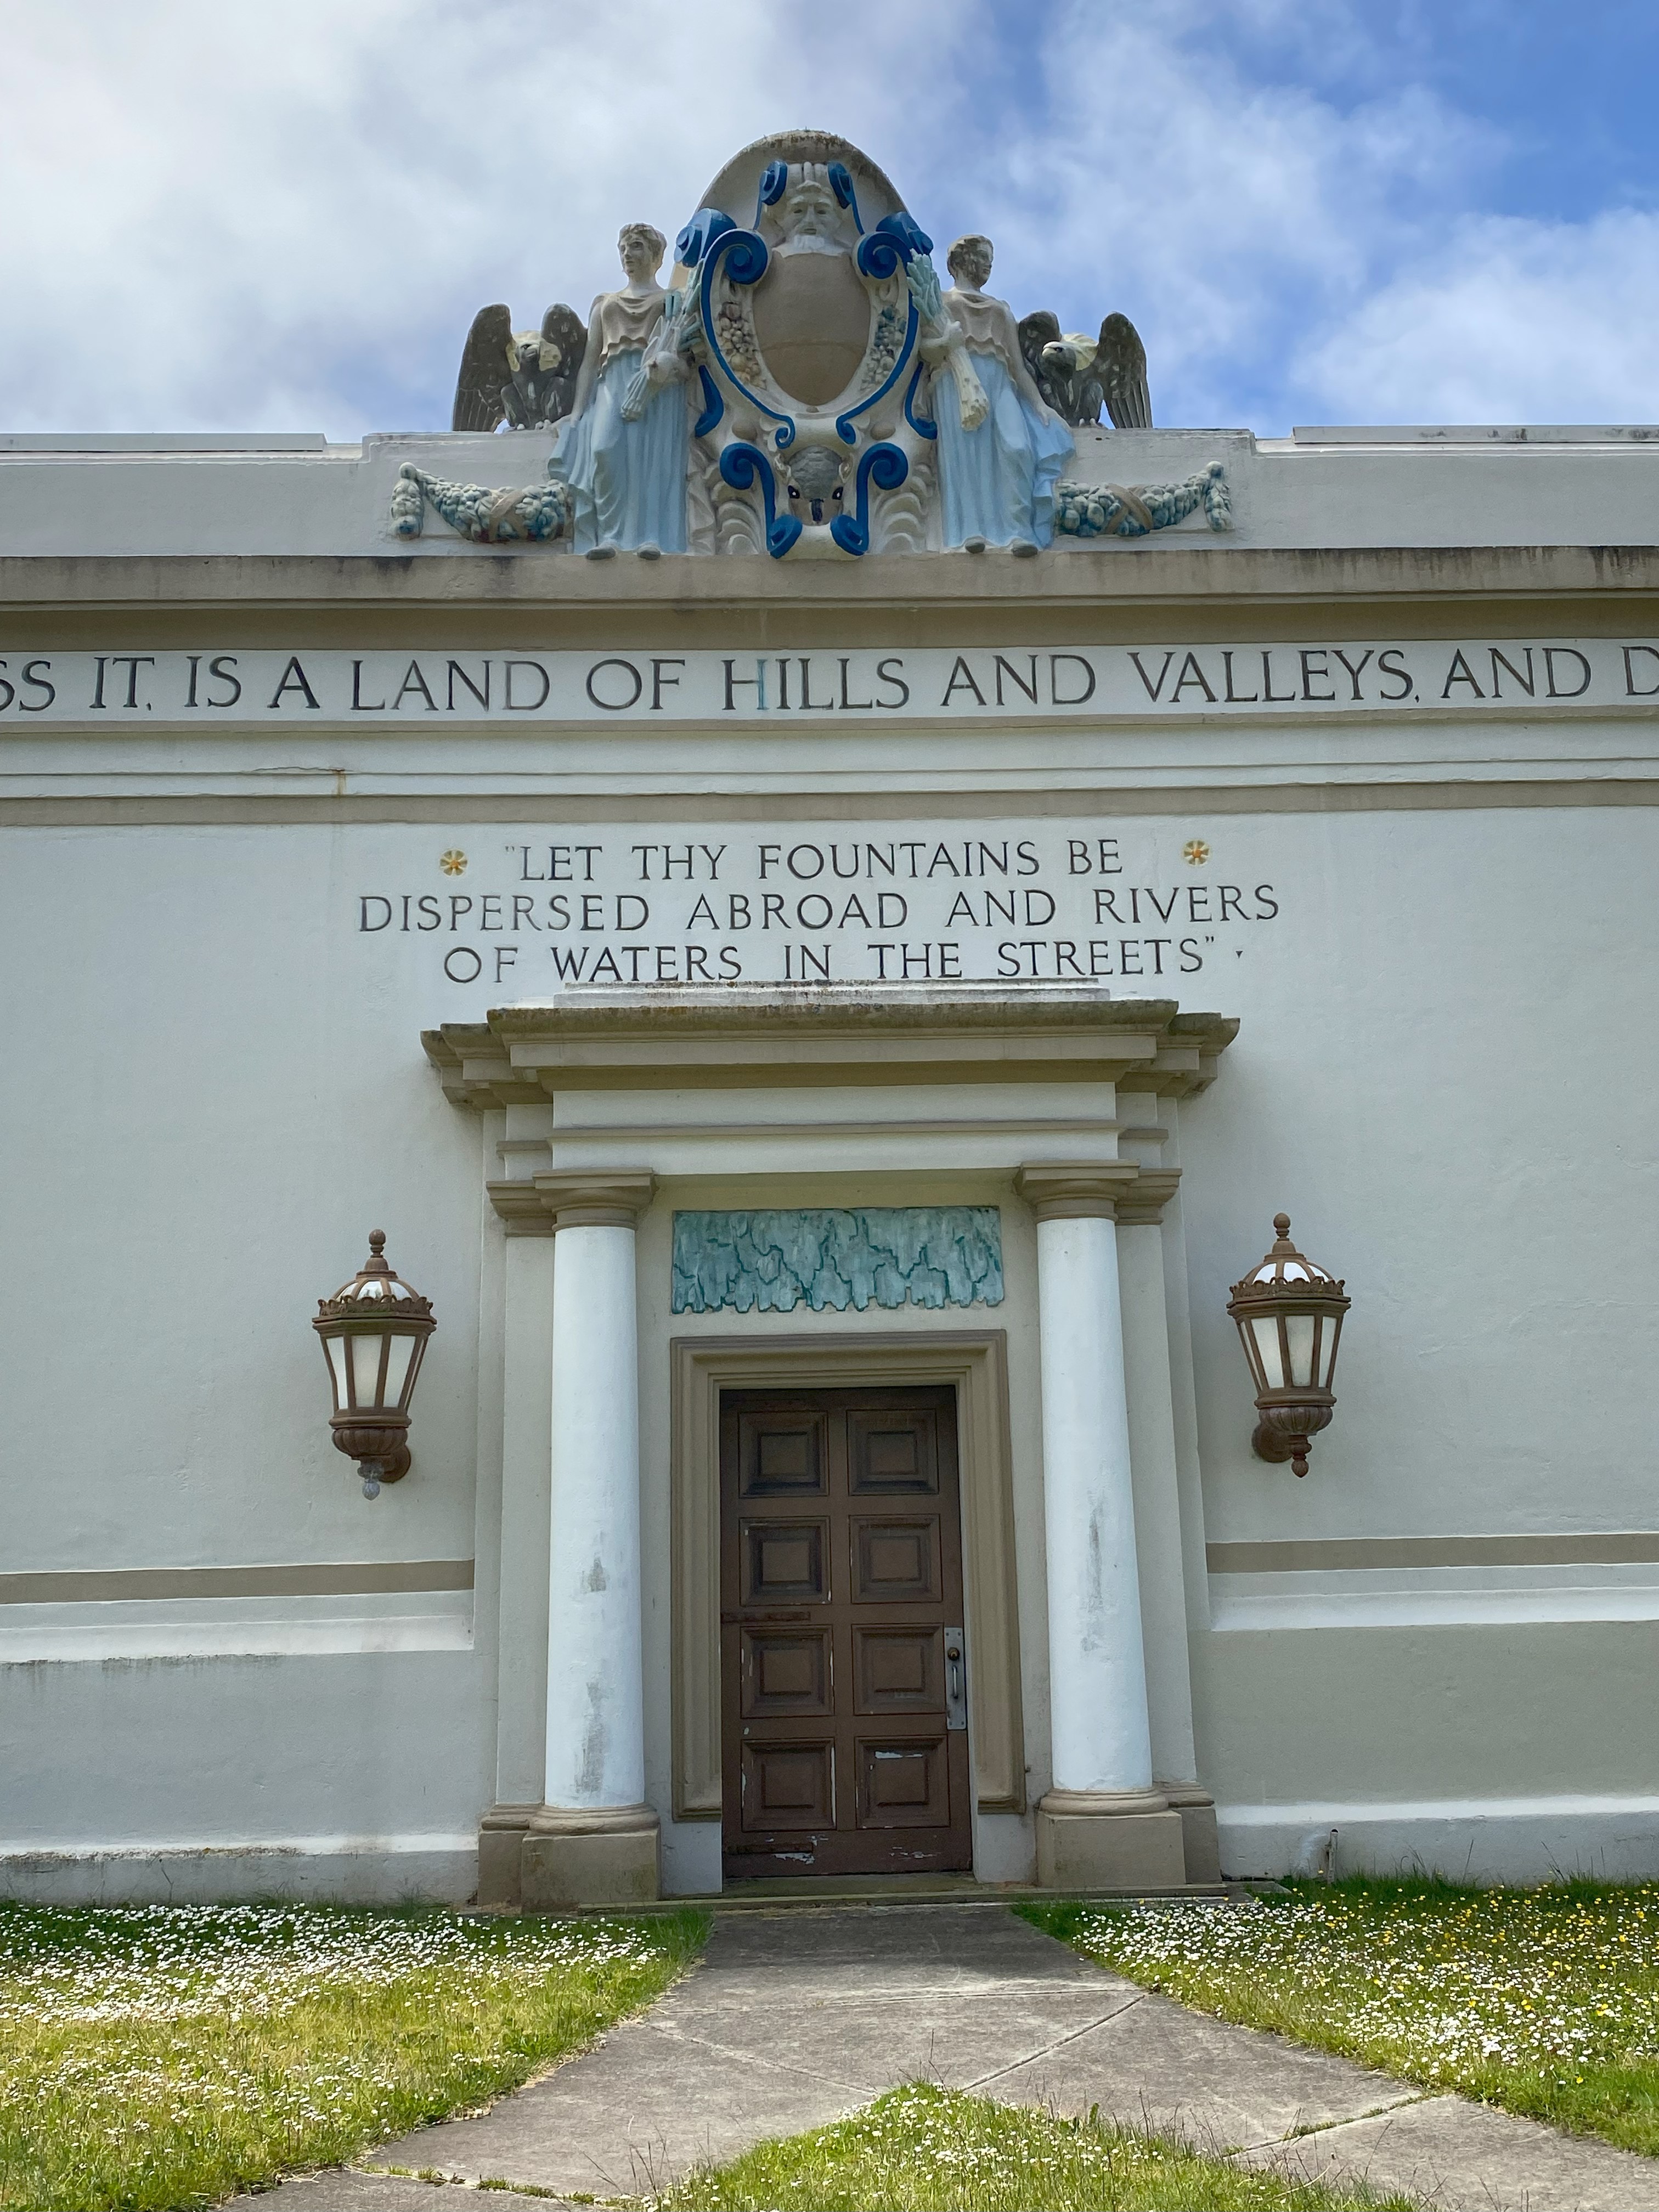 SS IT, IS A LAND OF HILLS AND VALLEYS, AND D
"LET THY FOUNTAINS BE
DISPERSED ABROAD AND RIVERS
OF WATERS IN THE STREETS"